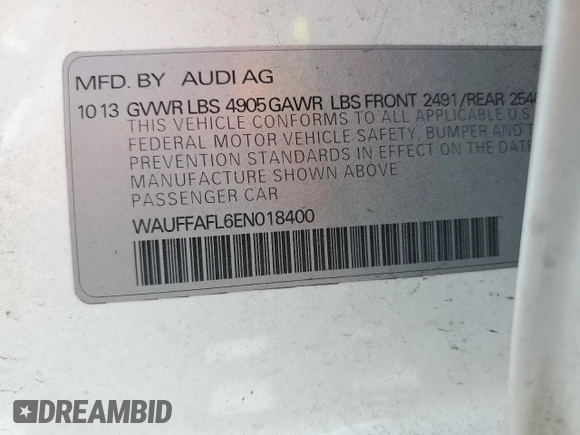 MFD. BY AUDI AG
10 13 GVWR LBS 4905 GAWR LBS FRONT 2491/REAR
THIS VEHICLE CONFORMS TO ALL APPLICABLE U.S
FEDERAL MOTOR VEHICLE SAFETY, BUMPER AND
PREVENTION STANDARDS IN EFFECT ON THE DATE
MANUFACTURE SHOWN ABOVE
PASSENGER CAR
WAUFFAFL6EN018400
DREAMBID